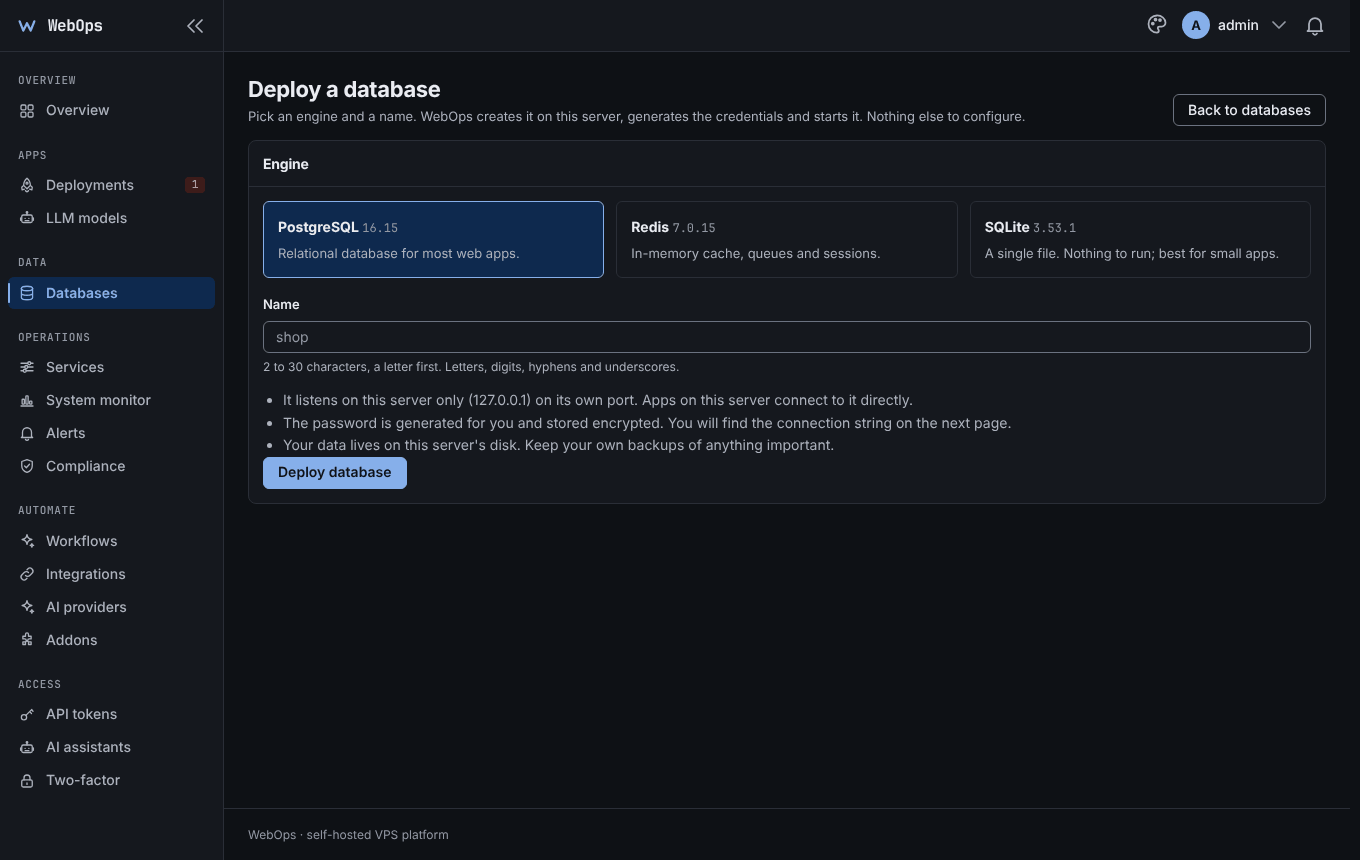 WebOps
A admin
OVERVIEW
Overview
APPS
Deployments 1
LLM models
DATA
Databases
OPERATIONS
Services
System monitor
Alerts
Compliance
AUTOMATE
Workflows
Integrations
AI providers
Addons
ACCESS
API tokens
AI assistants
Two-factor
Deploy a database
Pick an engine and a name. WebOps creates it on this server, generates the credentials and starts it. Nothing else to configure.
Back to databases
Engine
PostgreSQL 16.15
Relational database for most web apps.
Redis 7.0.15
In-memory cache, queues and sessions.
SQLite 3.53.1
A single file. Nothing to run; best for small apps.
Name
shop
2 to 30 characters, a letter first. Letters, digits, hyphens and underscores.
It listens on this server only (127.0.0.1) on its own port. Apps on this server connect to it directly.
The password is generated for you and stored encrypted. You will find the connection string on the next page.
Your data lives on this server's disk. Keep your own backups of anything important.
Deploy database
WebOps · self-hosted VPS platform